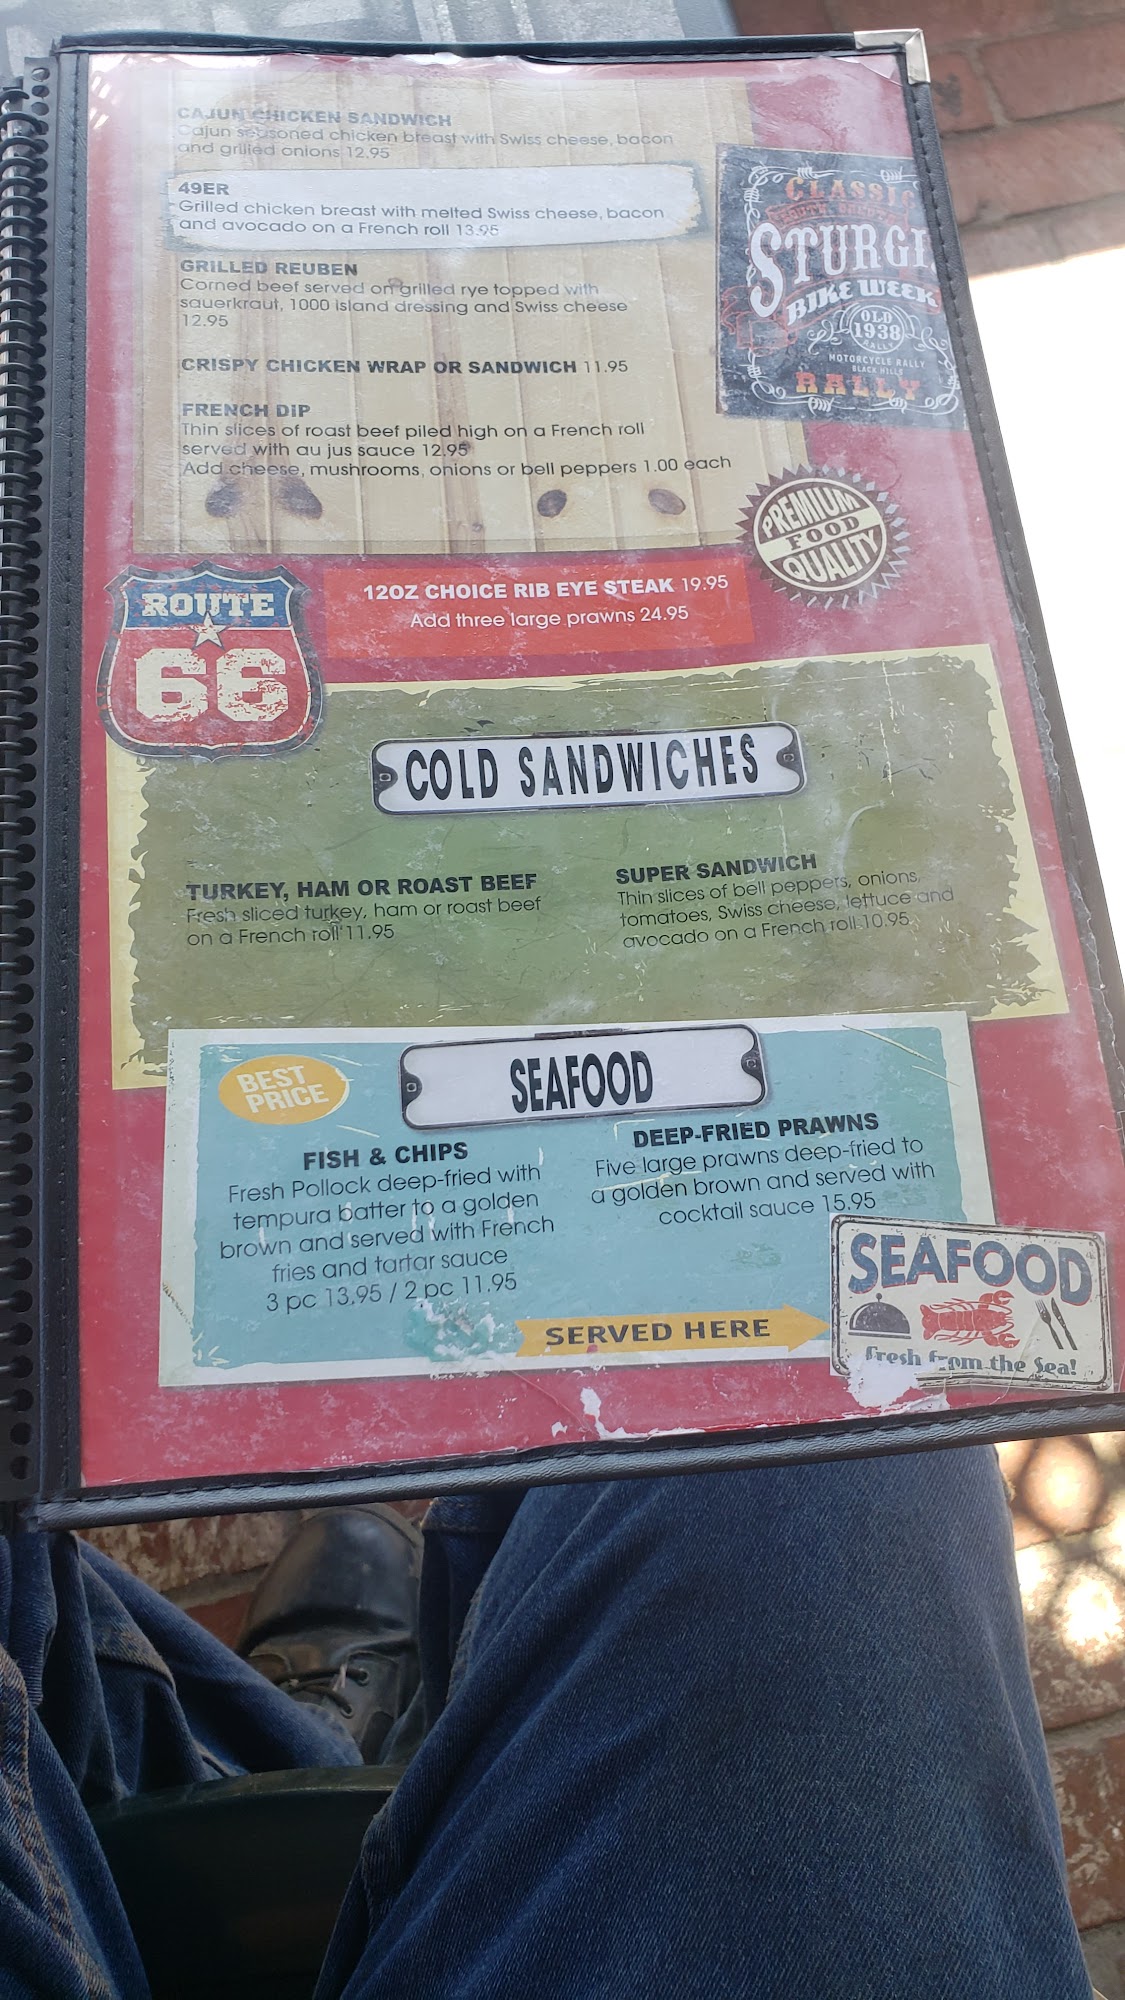 CAJUN CHICKEN SANDWICH
Cajun seasoned chicken breast with Swiss cheese, bacon
and grilled onions 12.95
49ER
Grilled chicken breast with melted Swiss cheese, bacon
and avocado on a French roll 13.95
GRILLED REUBEN
Corned beef served on grilled rye topped with
sauerkraut, 1000 island dressing and Swiss cheese
12.95
CRISPY CHICKEN WRAP OR SANDWICH 11.95
FRENCH DIP
Thin slices of roast beef piled high on a French roll
served with au jus sauce 12.95
Add cheese, mushrooms, onions or bell peppers 1.00 each
CLASSIC
STURGI
BIKE WEEK
OLD
1938
RALLY
MOTORCYCLE RALLY
BLACK HILLS
RALLY
PREMIUM
FOOD
QUALITY
ROUTE
66
12OZ CHOICE RIB EYE STEAK 19.95
Add three large prawns 24.95
COLD SANDWICHES
TURKEY, HAM OR ROAST BEEF
Fresh sliced turkey, ham or roast beef
on a French roll 11.95
SUPER SANDWICH
Thin slices of bell peppers, onions,
tomatoes, Swiss cheese, lettuce and
avocado on a French roll 10.95
SEAFOOD
BEST
PRICE
FISH & CHIPS
Fresh Pollock deep-fried with
tempura batter to a golden
brown and served with French
fries and tartar sauce
3 pc 13.95 / 2 pc 11.95
DEEP-FRIED PRAWNS
Five large prawns deep-fried to
a golden brown and served with
cocktail sauce 15.95
SERVED HERE
SEAFOOD
Fresh from the Sea!